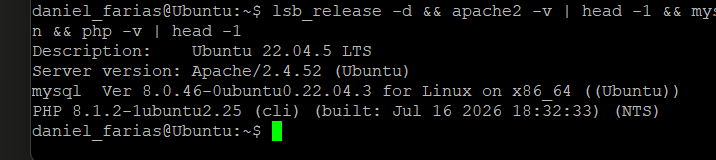 daniel_farias@Ubuntu:~$ lsb_release -d && apache2 -v | head -1 && mys
n && php -v | head -1
Description:    Ubuntu 22.04.5 LTS
Server version: Apache/2.4.52 (Ubuntu)
mysql  Ver 8.0.46-0ubuntu0.22.04.3 for Linux on x86_64 ((Ubuntu))
PHP 8.1.2-1ubuntu2.25 (cli) (built: Jul 16 2026 18:32:33) (NTS)
daniel_farias@Ubuntu:~$